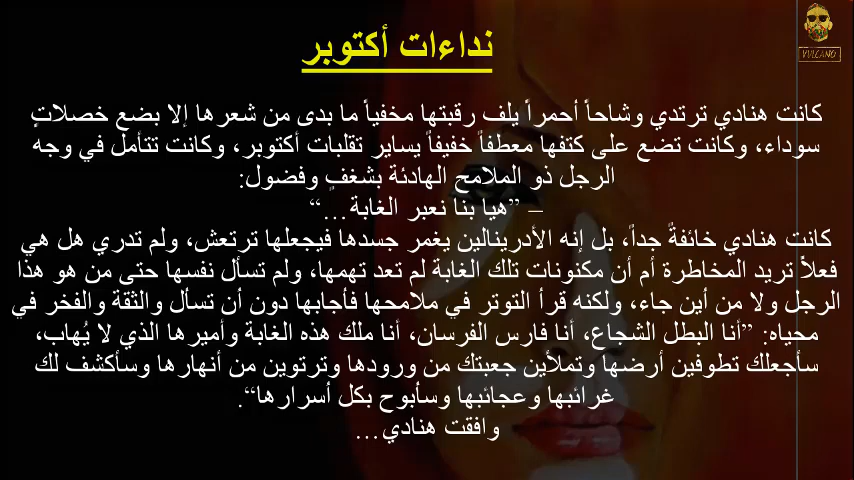 نداءات أكتوبر
VULCANO
كانت هنادي ترتدي وشاحاً أحمراً يلف رقبتها مخفياً ما بدى من شعرها إلا بضع خصلاتٍ
سوداء، وكانت تضع على كتفها معطفاً خفيفاً يساير تقلبات أكتوبر، وكانت تتأمل في وجه
الرجل ذو الملامح الهادئة بشغفٍ وفضول:
– ”هيا بنا نعبر الغابة…“
كانت هنادي خائفةً جداً، بل إنه الأدرينالين يغمر جسدها فيجعلها ترتعش، ولم تدري هل هي
فعلاً تريد المخاطرة أم أن مكنونات تلك الغابة لم تعد تهمها، ولم تسأل نفسها حتى من هو هذا
الرجل ولا من أين جاء، ولكنه قرأ التوتر في ملامحها فأجابها دون أن تسأل والثقة والفخر في
محياه: ”أنا البطل الشجاع، أنا فارس الفرسان، أنا ملك هذه الغابة وأميرها الذي لا يُهاب،
سأجعلك تطوفين أرضها وتملأين جعبتك من ورودها وترتوين من أنهارها وسأكشف لك
غرائبها وعجائبها وسأبوح بكل أسرارها“.
وافقت هنادي…